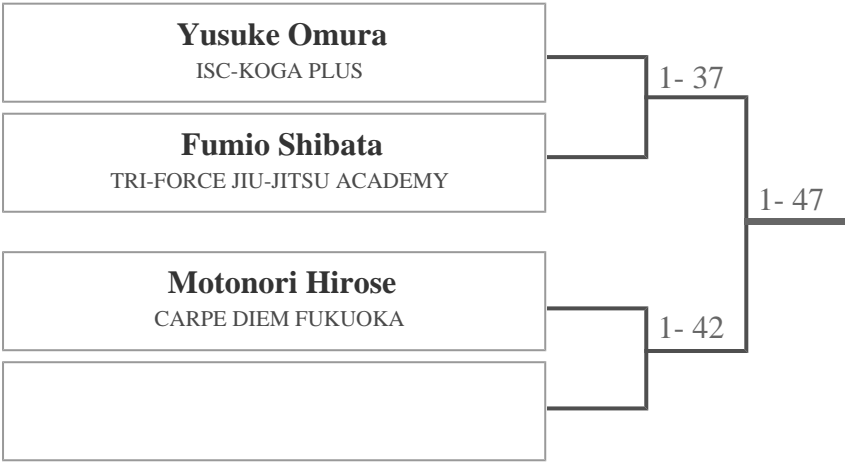 Yusuke Omura
ISC-KOGA PLUS
1- 37
Fumio Shibata
TRI-FORCE JIU-JITSU ACADEMY
1- 47
Motonori Hirose
CARPE DIEM FUKUOKA
1- 42